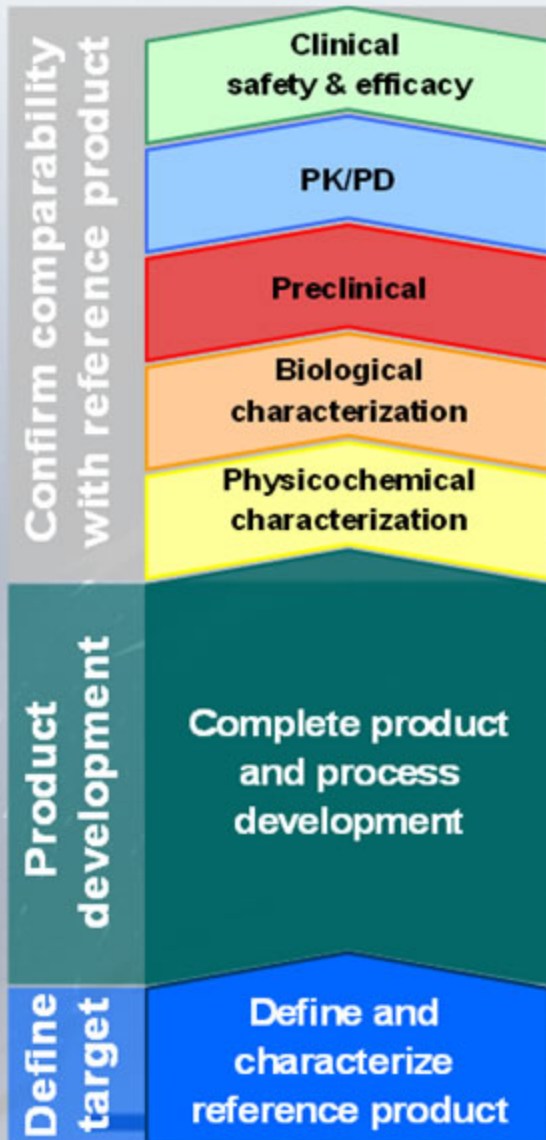 Confirm comparability
with reference product
Clinical
safety & efficacy
PK/PD
Preclinical
Biological
characterization
Physicochemical
characterization
Product
development
Complete product
and process
development
Define
target
Define and
characterize
reference product